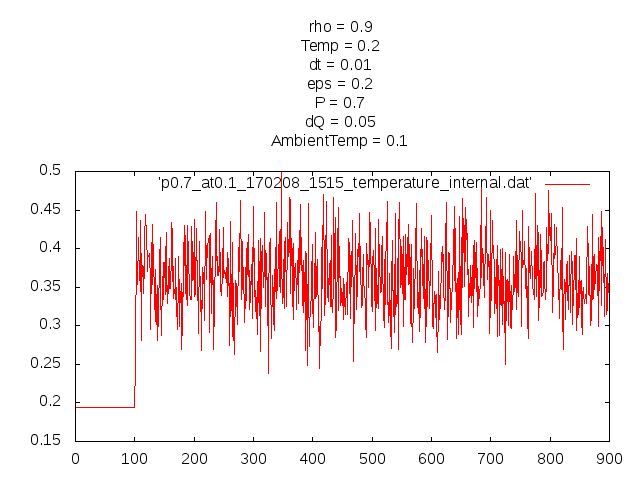 rho = 0.9
Temp = 0.2
dt = 0.01
eps = 0.2
P = 0.7
dQ = 0.05
AmbientTemp = 0.1
'p0.7_at0.1_170208_1515_temperature_internal.dat'
0.5
0.45
0.4
0.35
0.3
0.25
0.2
0.15
0 100 200 300 400 500 600 700 800 900